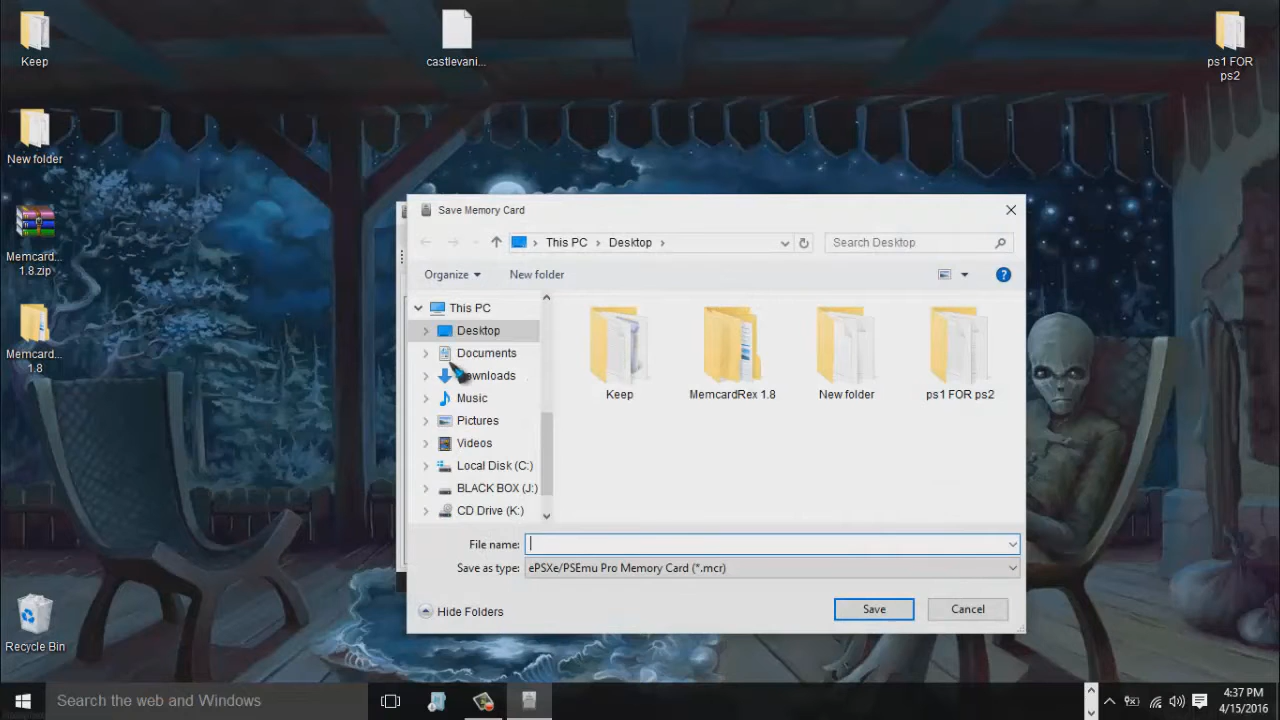 Keep
castlevani...
ps1 FOR
ps2
New folder
Memcard...
1.8.zip
Memcard...
1.8
Recycle Bin
Save Memory Card
This PC
Desktop
Search Desktop
Organize
New folder
This PC
Desktop
Documents
Downloads
Music
Pictures
Videos
Local Disk (C:)
BLACK BOX (J:)
CD Drive (K:)
Keep
MemcardRex 1.8
New folder
ps1 FOR ps2
File name:
Save as type:
ePSXe/PSEmu Pro Memory Card (*.mcr)
Hide Folders
Save
Cancel
Search the web and Windows
4:37 PM
4/15/2016